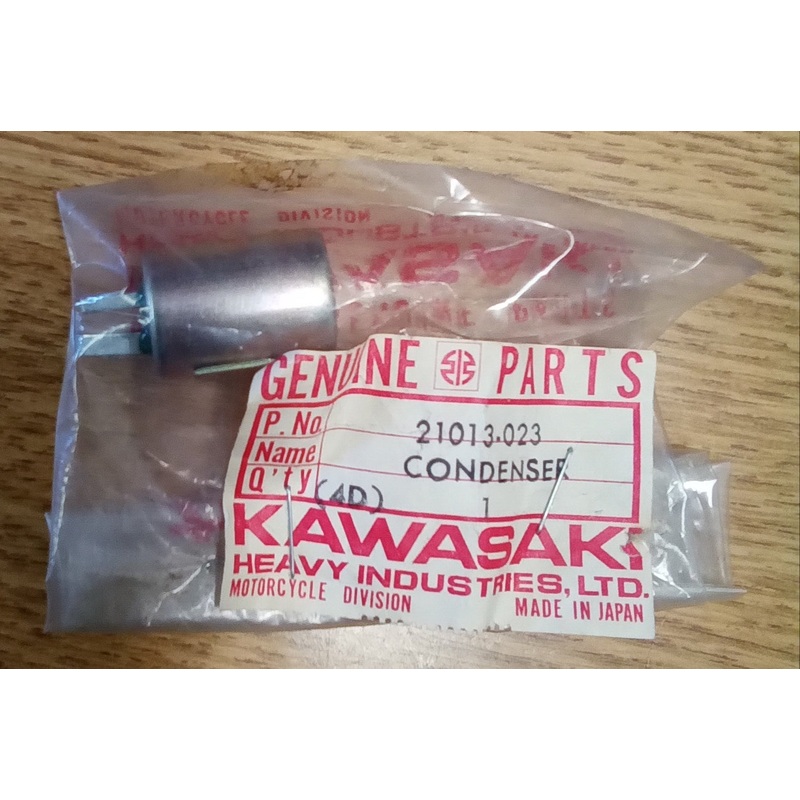 GENUINE PARTS
P. No. 21013-023
Name CONDENSER
Q'ty (4D) 1
KAWASAKI
HEAVY INDUSTRIES, LTD.
MOTORCYCLE DIVISION MADE IN JAPAN